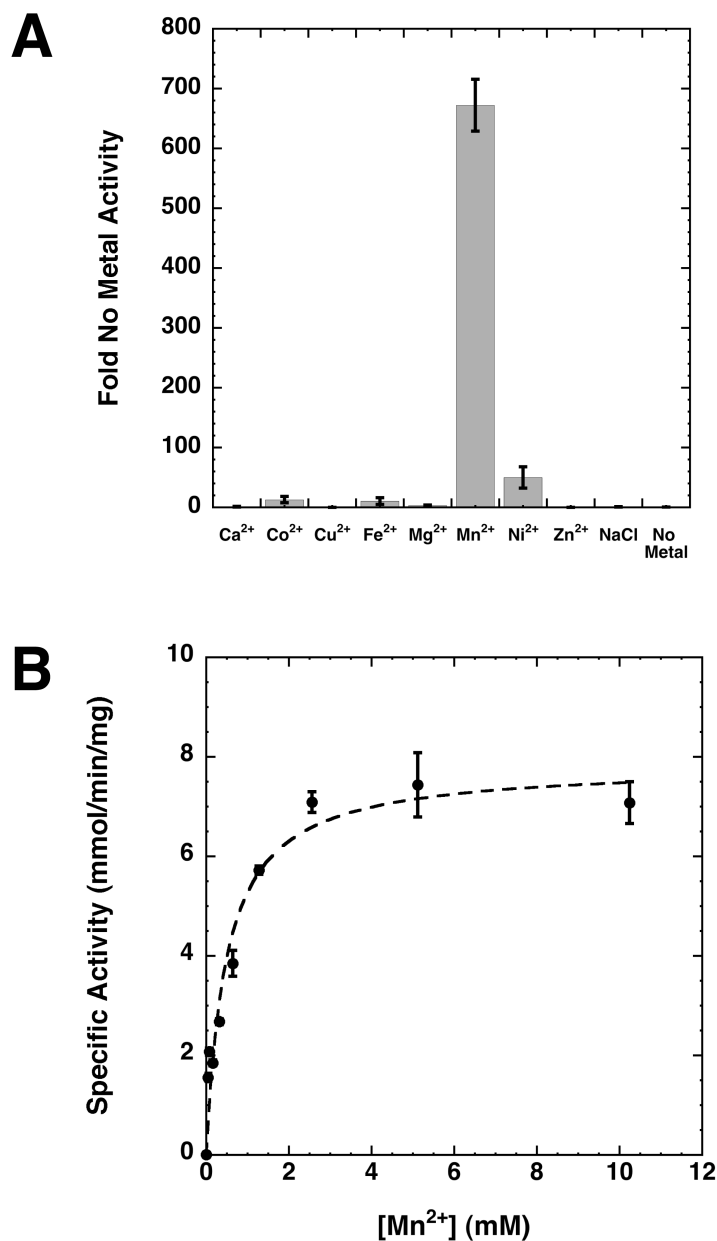 A
Fold No Metal Activity
800
700
600
500
400
300
200
100
0
Ca²⁺ Co²⁺ Cu²⁺ Fe²⁺ Mg²⁺ Mn²⁺ Ni²⁺ Zn²⁺ NaCl No
Metal
B
Specific Activity (mmol/min/mg)
10
8
6
4
2
0
0 2 4 6 8 10 12
[Mn²⁺] (mM)